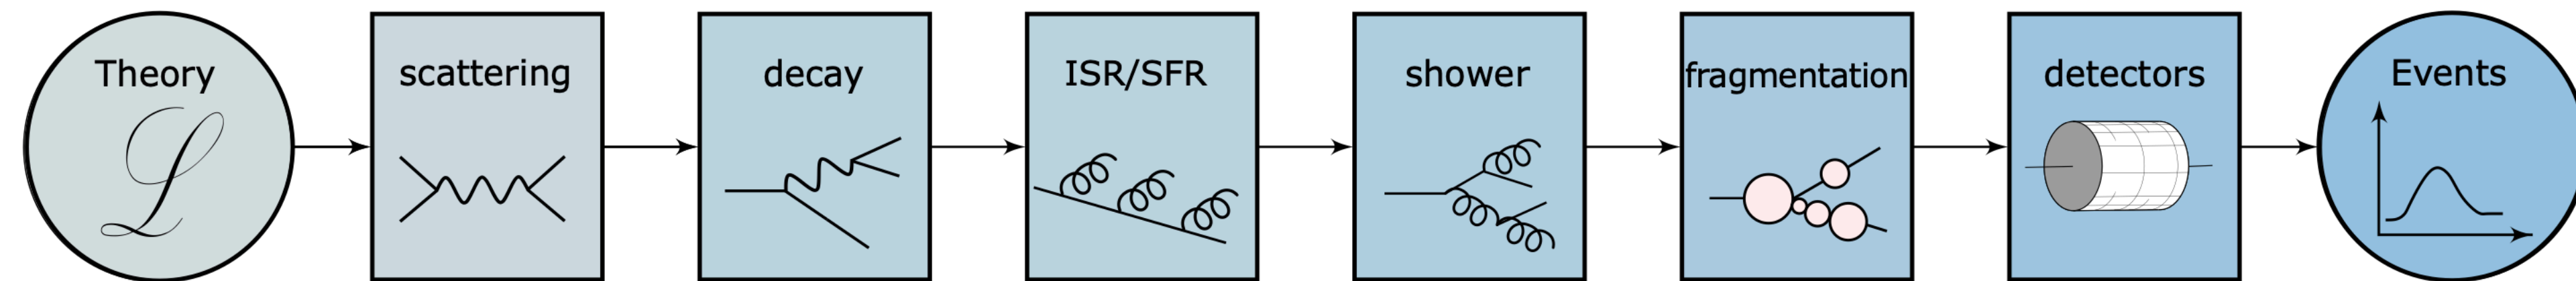 Theory
ℒ
scattering
decay
ISR/SFR
shower
fragmentation
detectors
Events